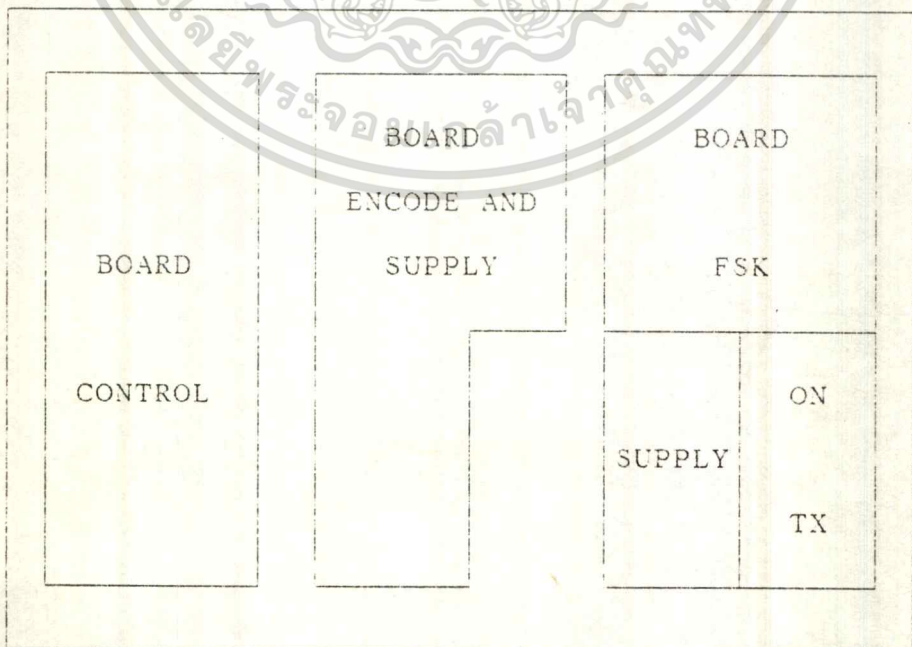 BOARD
CONTROL
BOARD
ENCODE AND
SUPPLY
BOARD
FSK
SUPPLY
ON
TX